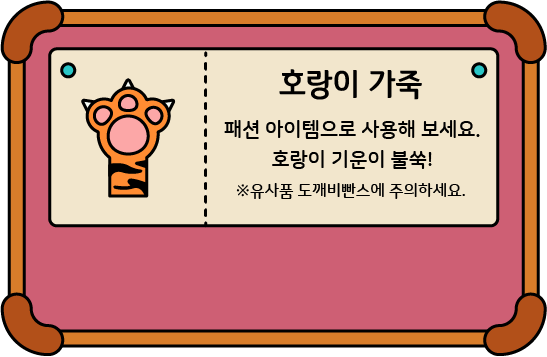 호랑이 가죽
패션 아이템으로 사용해 보세요.
호랑이 기운이 불쑥!
※유사품 도깨비빤스에 주의하세요.